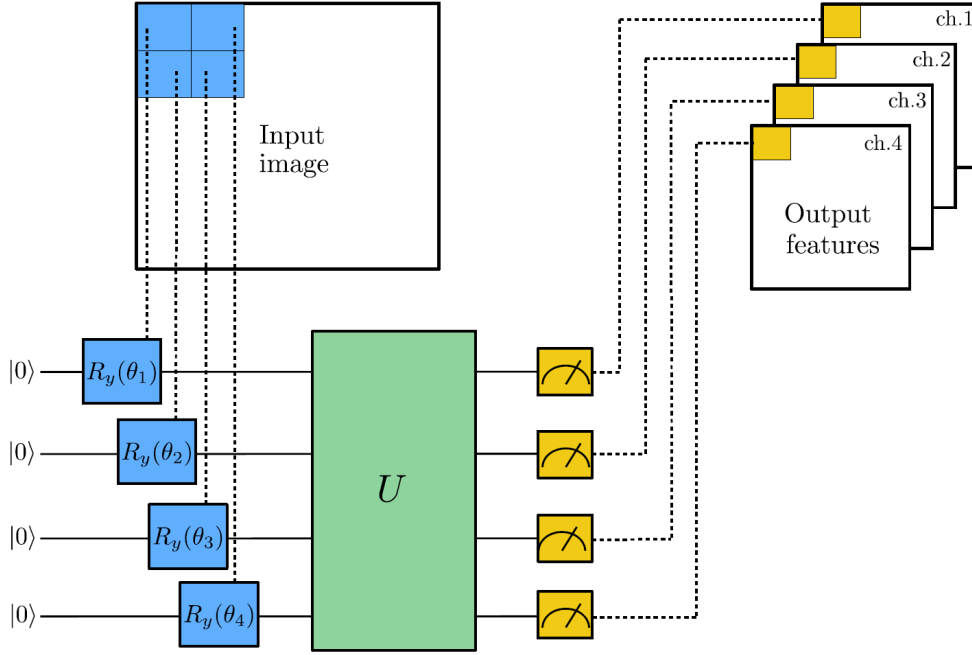 ch.1
ch.2
ch.3
ch.4
Input
image
Output
features
|0⟩
R_y(θ_1)
|0⟩
R_y(θ_2)
U
|0⟩
R_y(θ_3)
|0⟩
R_y(θ_4)